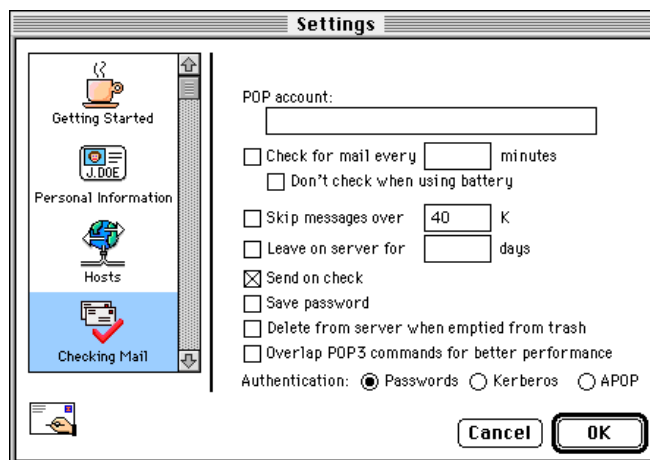 Settings
Getting Started
J.DOE
Personal Information
Hosts
Checking Mail
POP account:
Check for mail every minutes
Don't check when using battery
Skip messages over 40 K
Leave on server for days
Send on check
Save password
Delete from server when emptied from trash
Overlap POP3 commands for better performance
Authentication: Passwords Kerberos APOP
Cancel OK